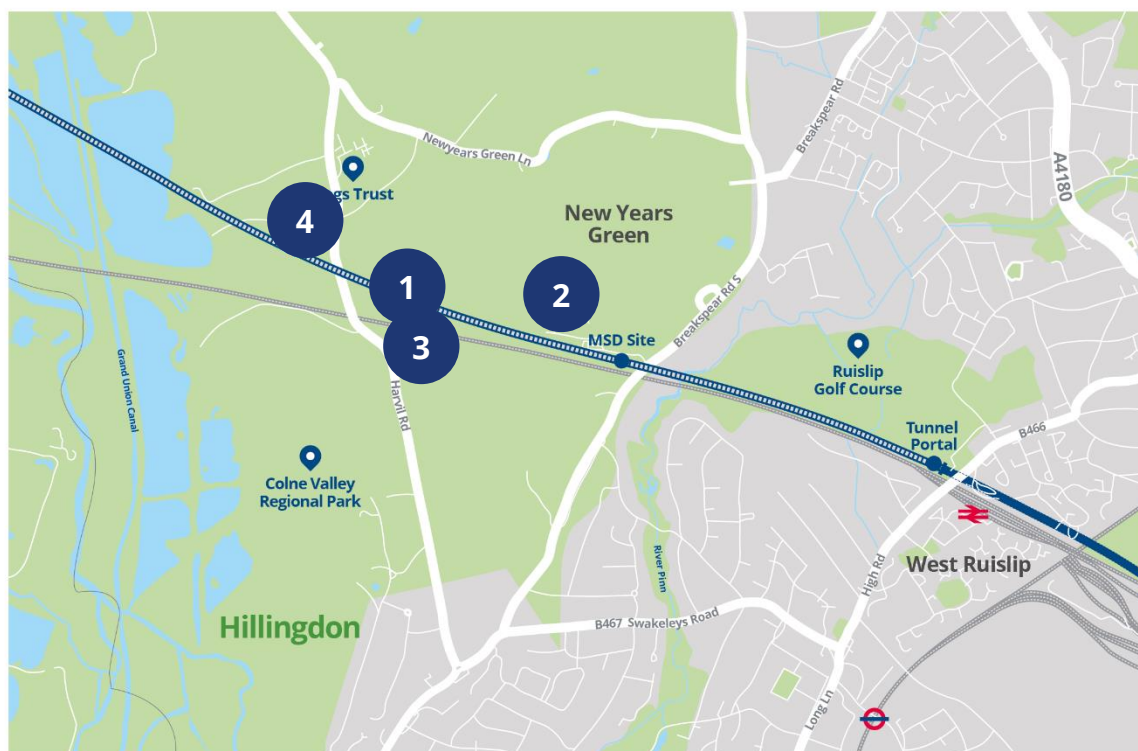 Breakspear Rd
Newyears Green Ln
A4180
gs Trust
4
New Years
Green
1
2
Breakspear Rd S
3
MSD Site
Ruislip
Golf Course
Grand Union Canal
Harvil Rd
Tunnel
Portal
B466
Colne Valley
Regional Park
River Pinn
High Rd
West Ruislip
Hillingdon
B467 Swakeleys Road
Long Ln